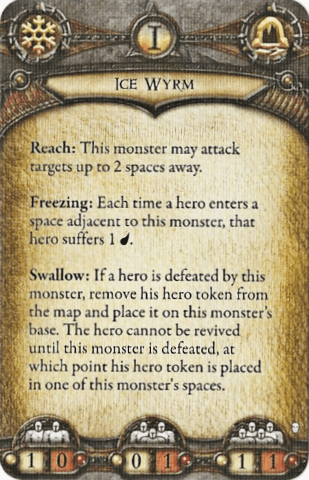 I
ICE WYRM
Reach: This monster may attack
targets up to 2 spaces away.
Freezing: Each time a hero enters a
space adjacent to this monster, that
hero suffers 1 .
Swallow: If a hero is defeated by this
monster, remove his hero token from
the map and place it on this monster's
base. The hero cannot be revived
until this monster is defeated, at
which point his hero token is placed
in one of this monster's spaces.
1 0 0 1 1 1